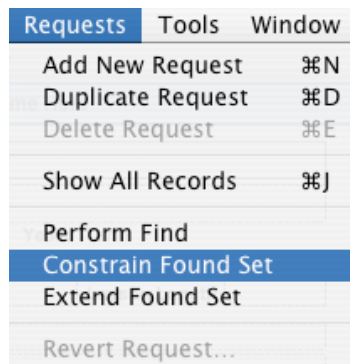 Requests Tools Window
Add New Request ⌘N
Duplicate Request ⌘D
Delete Request ⌘E
Show All Records ⌘J
Perform Find
Constrain Found Set
Extend Found Set
Revert Request...